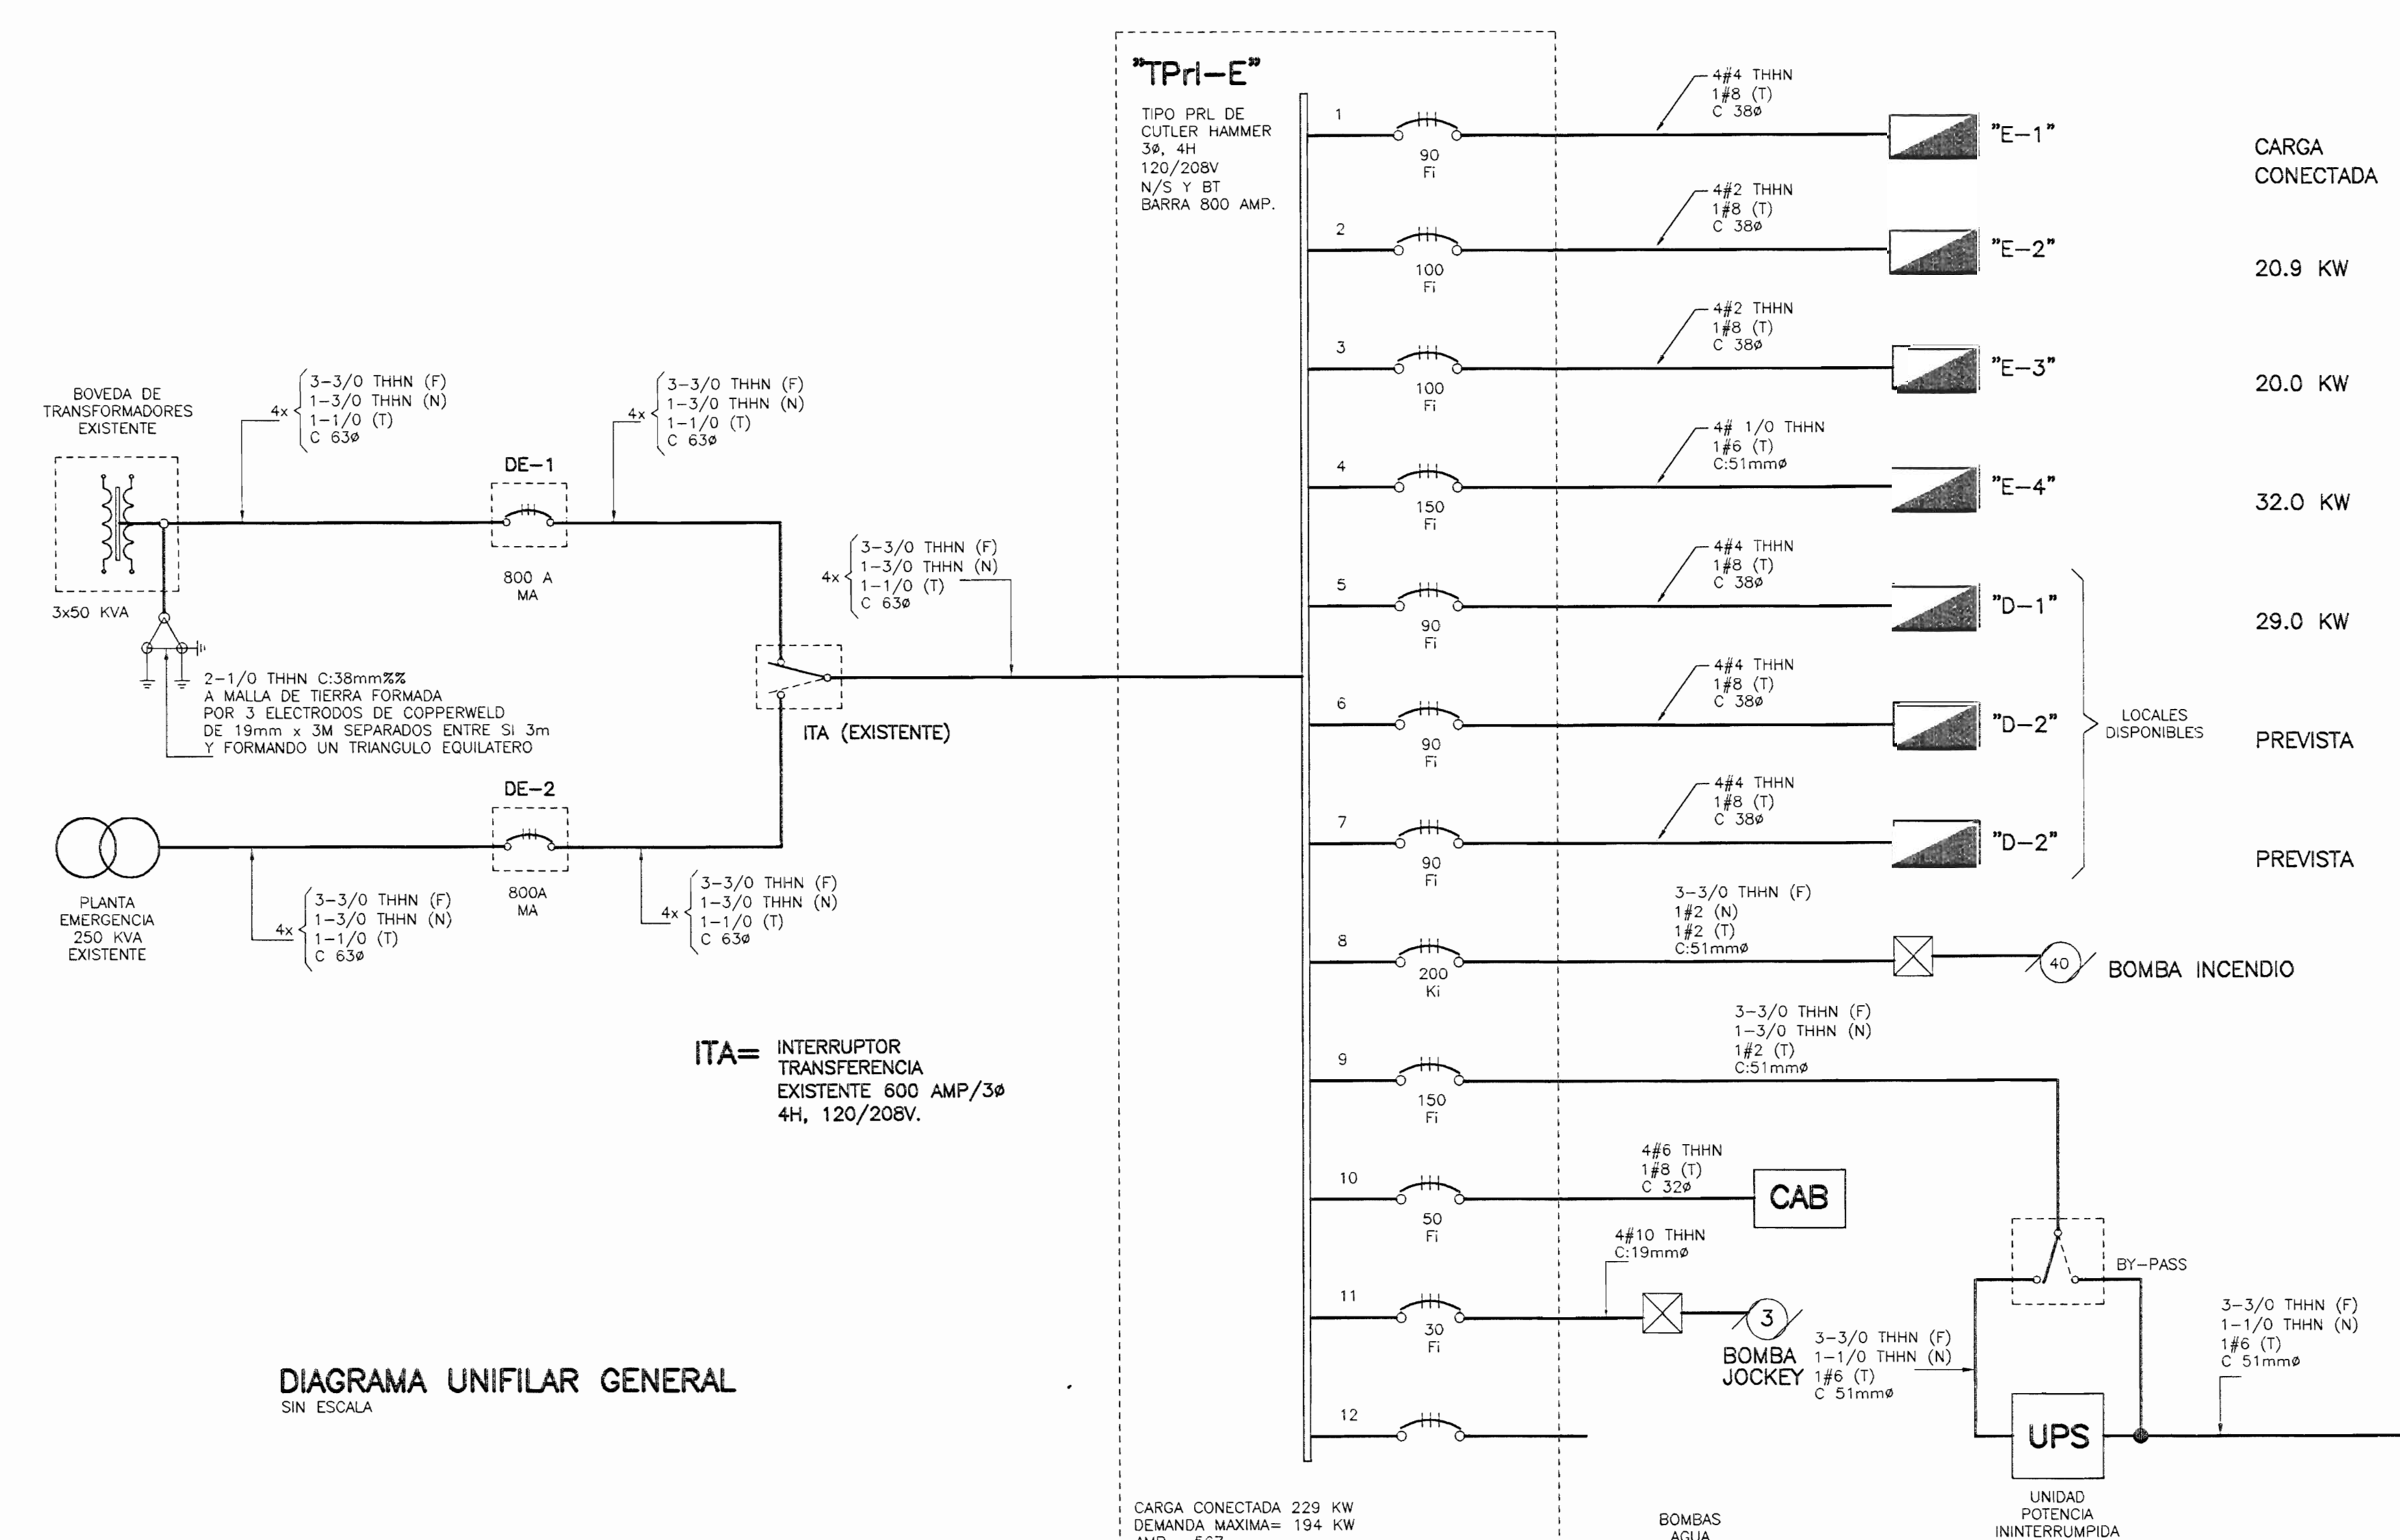 "TPrl-E"
TIPO PRL DE
CUTLER HAMMER
3ø, 4H
120/208V
N/S Y BT
BARRA 800 AMP.
1
90
Fi
4#4 THHN
1#8 (T)
C 38ø
"E-1"
CARGA
CONECTADA
2
100
Fi
4#2 THHN
1#8 (T)
C 38ø
"E-2"
20.9 KW
3
100
Fi
4#2 THHN
1#8 (T)
C 38ø
"E-3"
20.0 KW
4
150
Fi
4# 1/0 THHN
1#6 (T)
C:51mmø
"E-4"
32.0 KW
5
90
Fi
4#4 THHN
1#8 (T)
C 38ø
"D-1"
29.0 KW
6
90
Fi
4#4 THHN
1#8 (T)
C 38ø
"D-2"
PREVISTA
7
90
Fi
4#4 THHN
1#8 (T)
C 38ø
"D-2"
PREVISTA
LOCALES
DISPONIBLES
8
200
Ki
3-3/0 THHN (F)
1#2 (N)
1#2 (T)
C:51mmø
40
BOMBA INCENDIO
9
150
Fi
3-3/0 THHN (F)
1-3/0 THHN (N)
1#2 (T)
C:51mmø
10
50
Fi
4#6 THHN
1#8 (T)
C 32ø
CAB
11
30
Fi
4#10 THHN
C:19mmø
3
BOMBA
JOCKEY
12
BY-PASS
3-3/0 THHN (F)
1-1/0 THHN (N)
1#6 (T)
C 51mmø
3-3/0 THHN (F)
1-1/0 THHN (N)
1#6 (T)
C 51mmø
UPS
UNIDAD
POTENCIA
ININTERRUMPIDA
BOMBAS
AGUA
CARGA CONECTADA 229 KW
DEMANDA MAXIMA= 194 KW
BOVEDA DE
TRANSFORMADORES
EXISTENTE
3x50 KVA
4x
3-3/0 THHN (F)
1-3/0 THHN (N)
1-1/0 (T)
C 63ø
DE-1
800 A
MA
4x
3-3/0 THHN (F)
1-3/0 THHN (N)
1-1/0 (T)
C 63ø
4x
3-3/0 THHN (F)
1-3/0 THHN (N)
1-1/0 (T)
C 63ø
2-1/0 THHN C:38mm%%
A MALLA DE TIERRA FORMADA
POR 3 ELECTRODOS DE COPPERWELD
DE 19mm x 3M SEPARADOS ENTRE SI 3m
Y FORMANDO UN TRIANGULO EQUILATERO
ITA (EXISTENTE)
DE-2
800A
MA
PLANTA
EMERGENCIA
250 KVA
EXISTENTE
4x
3-3/0 THHN (F)
1-3/0 THHN (N)
1-1/0 (T)
C 63ø
4x
3-3/0 THHN (F)
1-3/0 THHN (N)
1-1/0 (T)
C 63ø
ITA= INTERRUPTOR
TRANSFERENCIA
EXISTENTE 600 AMP/3ø
4H, 120/208V.
DIAGRAMA UNIFILAR GENERAL
SIN ESCALA